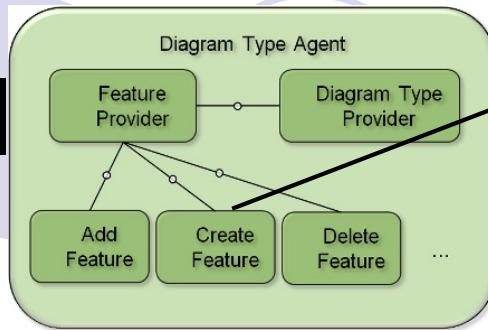 Diagram Type Agent
Feature
Provider
Diagram Type
Provider
Add
Feature
Create
Feature
Delete
Feature
...